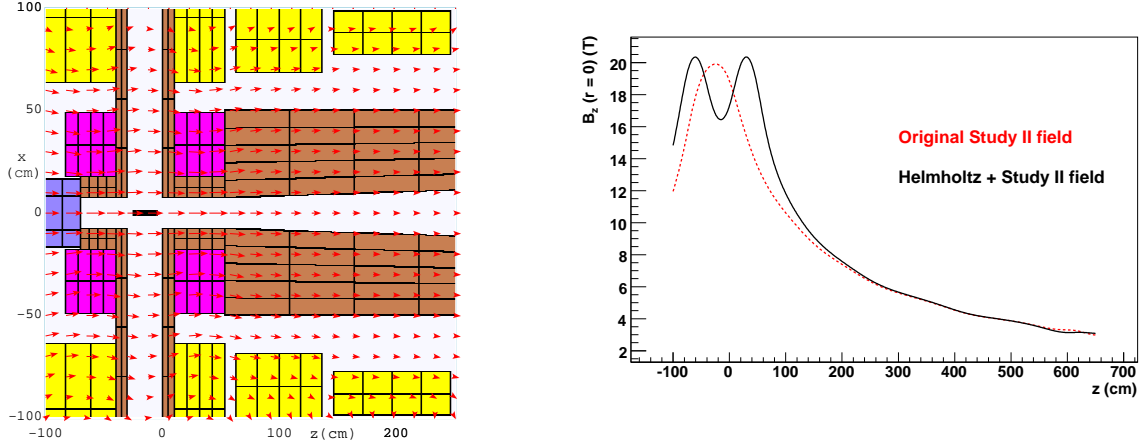 100
50
x
(cm)
0
-50
-100
-100
0
100
z(cm)
200
B_z (r = 0) (T)
20
18
16
14
12
10
8
6
4
2
Original Study II field
Helmholtz + Study II field
-100 0 100 200 300 400 500 600 700
z (cm)